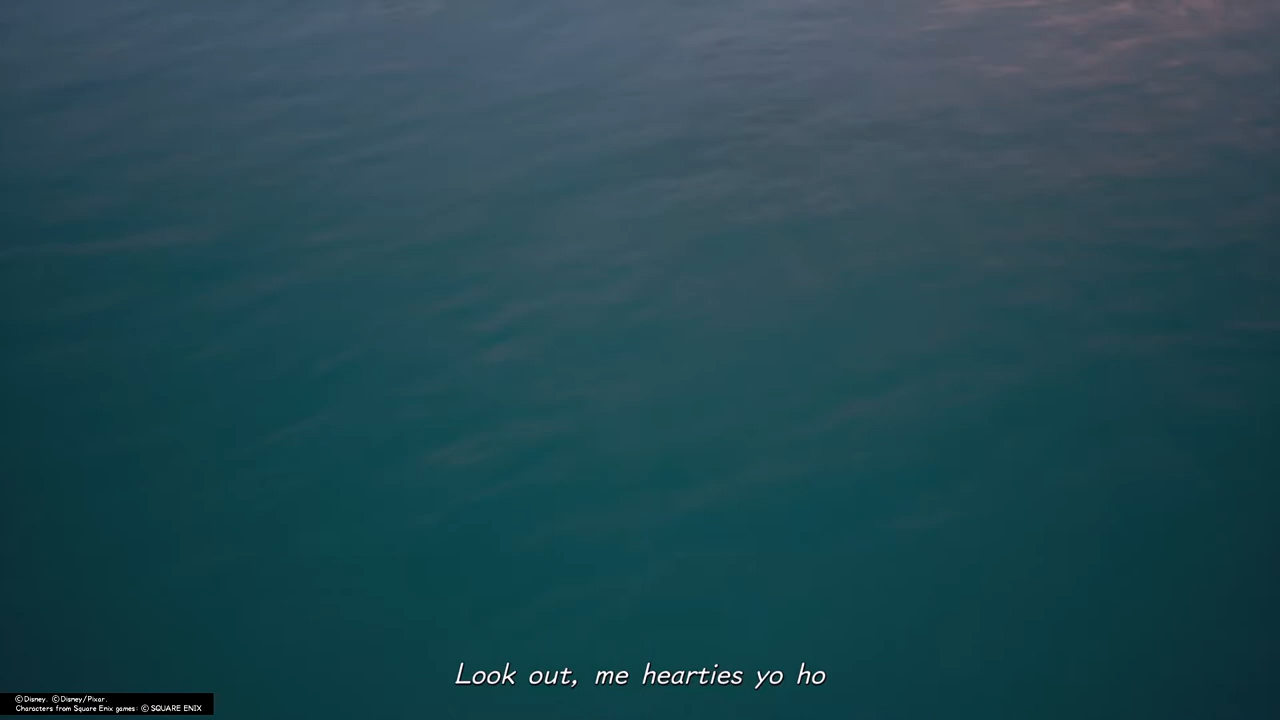 Look out, me hearties yo ho
©Disney. ©Disney/Pixar.
Characters from Square Enix games: © SQUARE ENIX